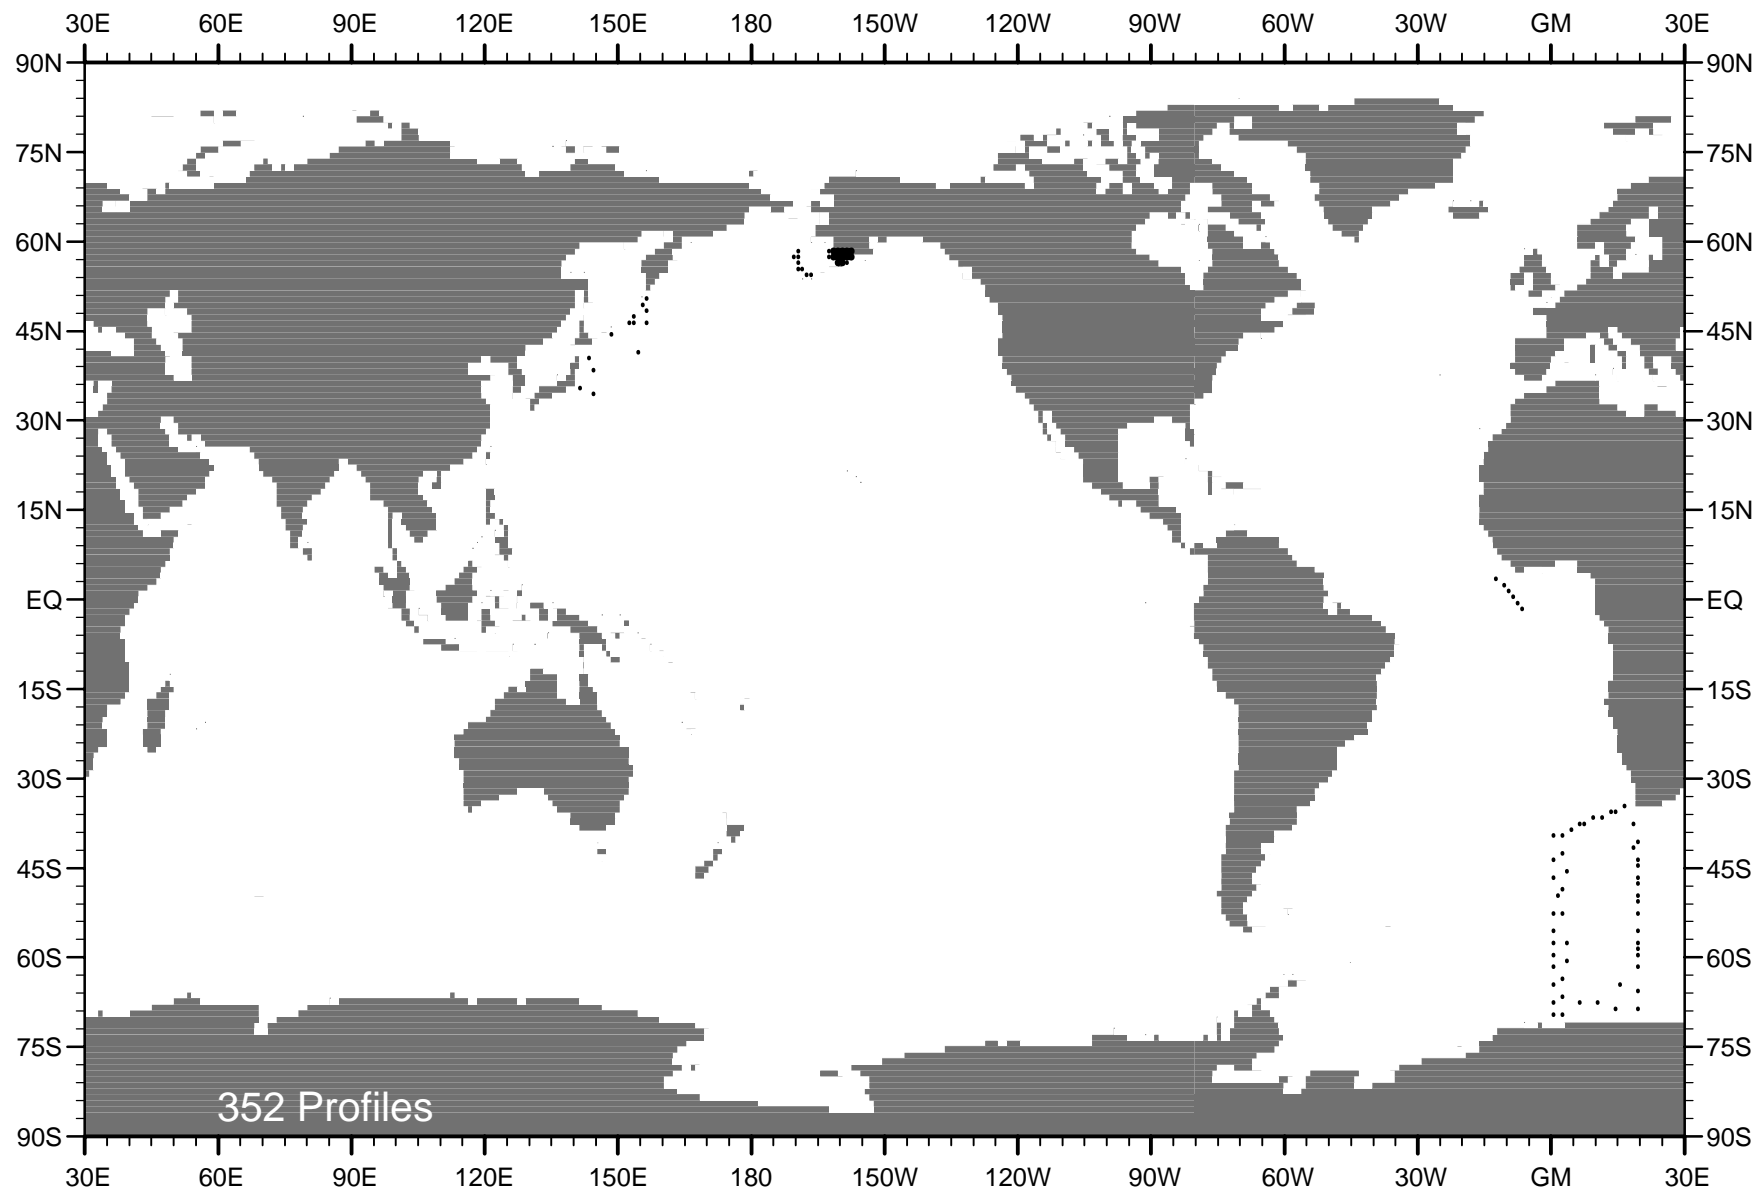 30E 60E 90E 120E 150E 180 150W 120W 90W 60W 30W GM 30E
90N 90N
75N 75N
60N 60N
45N 45N
30N 30N
15N 15N
EQ EQ
15S 15S
30S 30S
45S 45S
60S 60S
75S 75S
352 Profiles
90S 90S
30E 60E 90E 120E 150E 180 150W 120W 90W 60W 30W GM 30E